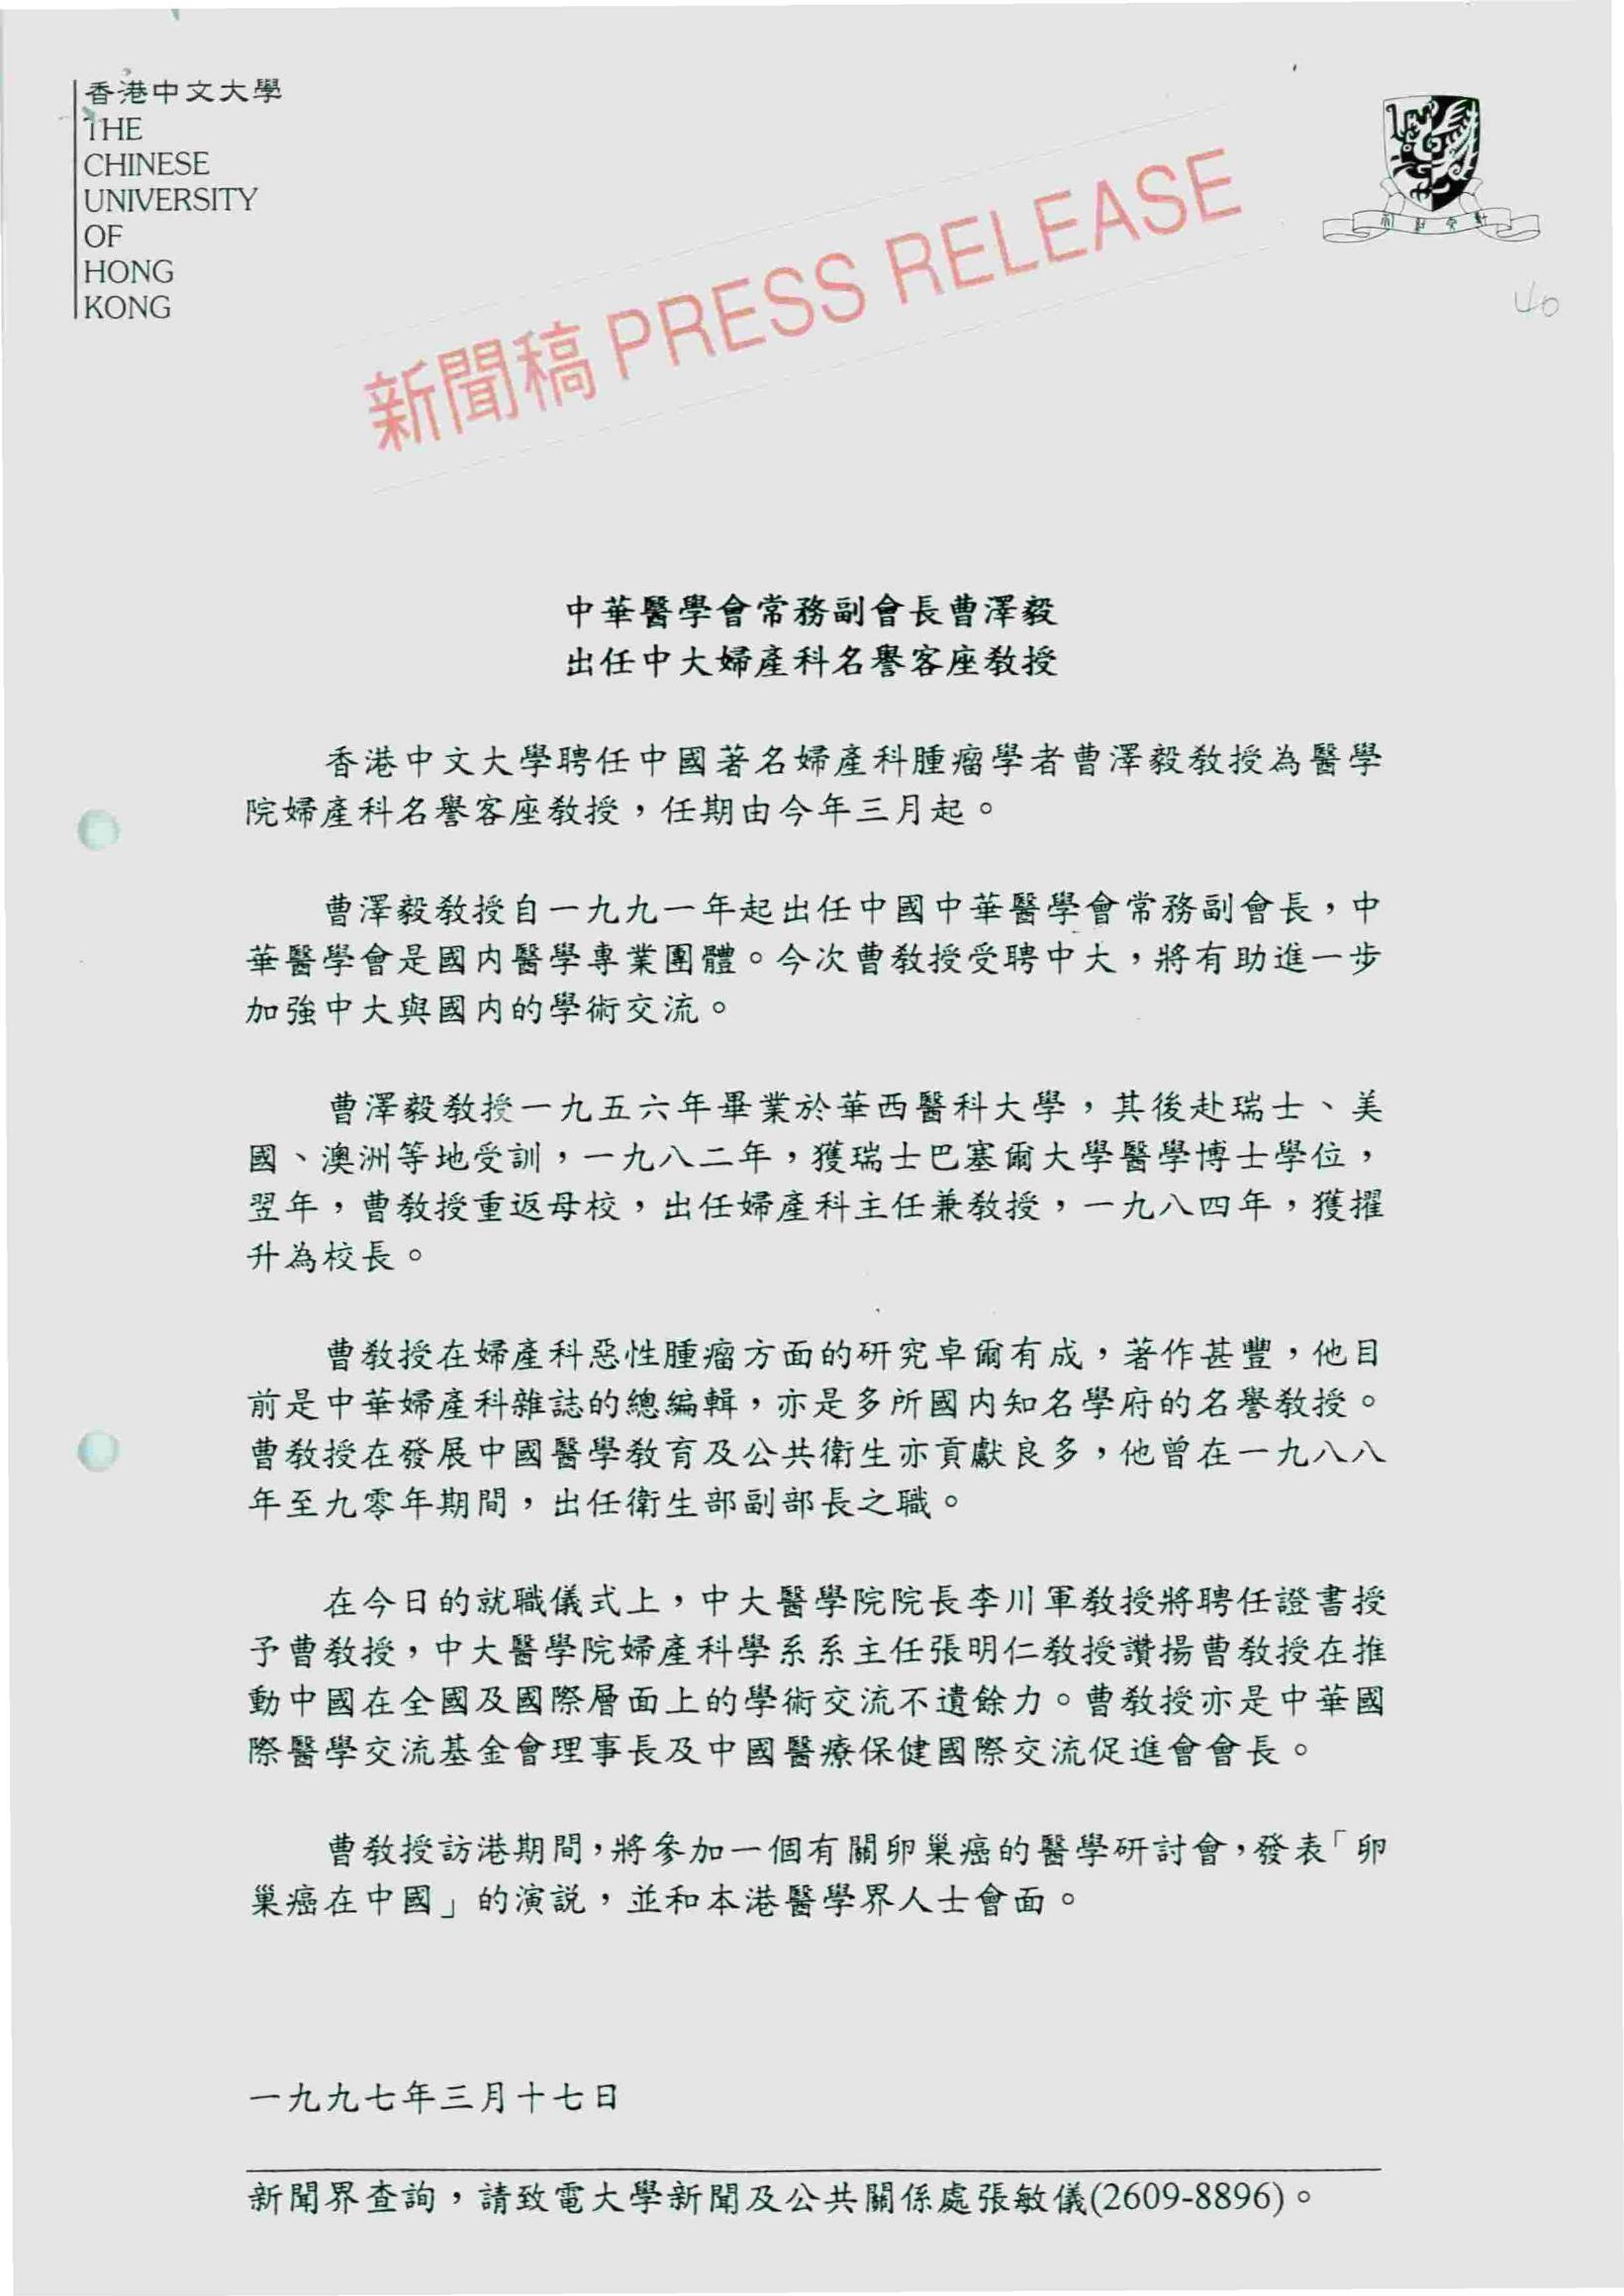 香港中文大學
THE
CHINESE
UNIVERSITY
OF
HONG
KONG
新聞稿 PRESS RELEASE
40
中華醫學會常務副會長曹澤毅
出任中大婦產科名譽客座教授
香港中文大學聘任中國著名婦產科腫瘤學者曹澤毅教授為醫學
院婦產科名譽客座教授，任期由今年三月起。
曹澤毅教授自一九九一年起出任中國中華醫學會常務副會長，中
華醫學會是國內醫學專業團體。今次曹教授受聘中大，將有助進一步
加強中大與國內的學術交流。
曹澤毅教授一九五六年畢業於華西醫科大學，其後赴瑞士、美
國、澳洲等地受訓，一九八二年，獲瑞士巴塞爾大學醫學博士學位，
翌年，曹教授重返母校，出任婦產科主任兼教授，一九八四年，獲擢
升為校長。
曹教授在婦產科惡性腫瘤方面的研究卓爾有成，著作甚豐，他目
前是中華婦產科雜誌的總編輯，亦是多所國內知名學府的名譽教授。
曹教授在發展中國醫學教育及公共衛生亦貢獻良多，他曾在一九八八
年至九零年期間，出任衛生部副部長之職。
在今日的就職儀式上，中大醫學院院長李川軍教授將聘任證書授
予曹教授，中大醫學院婦產科學系系主任張明仁教授讚揚曹教授在推
動中國在全國及國際層面上的學術交流不遺餘力。曹教授亦是中華國
際醫學交流基金會理事長及中國醫療保健國際交流促進會會長。
曹教授訪港期間，將參加一個有關卵巢癌的醫學研討會，發表「卵
巢癌在中國」的演說，並和本港醫學界人士會面。
一九九七年三月十七日
新聞界查詢，請致電大學新聞及公共關係處張敏儀(2609-8896)。